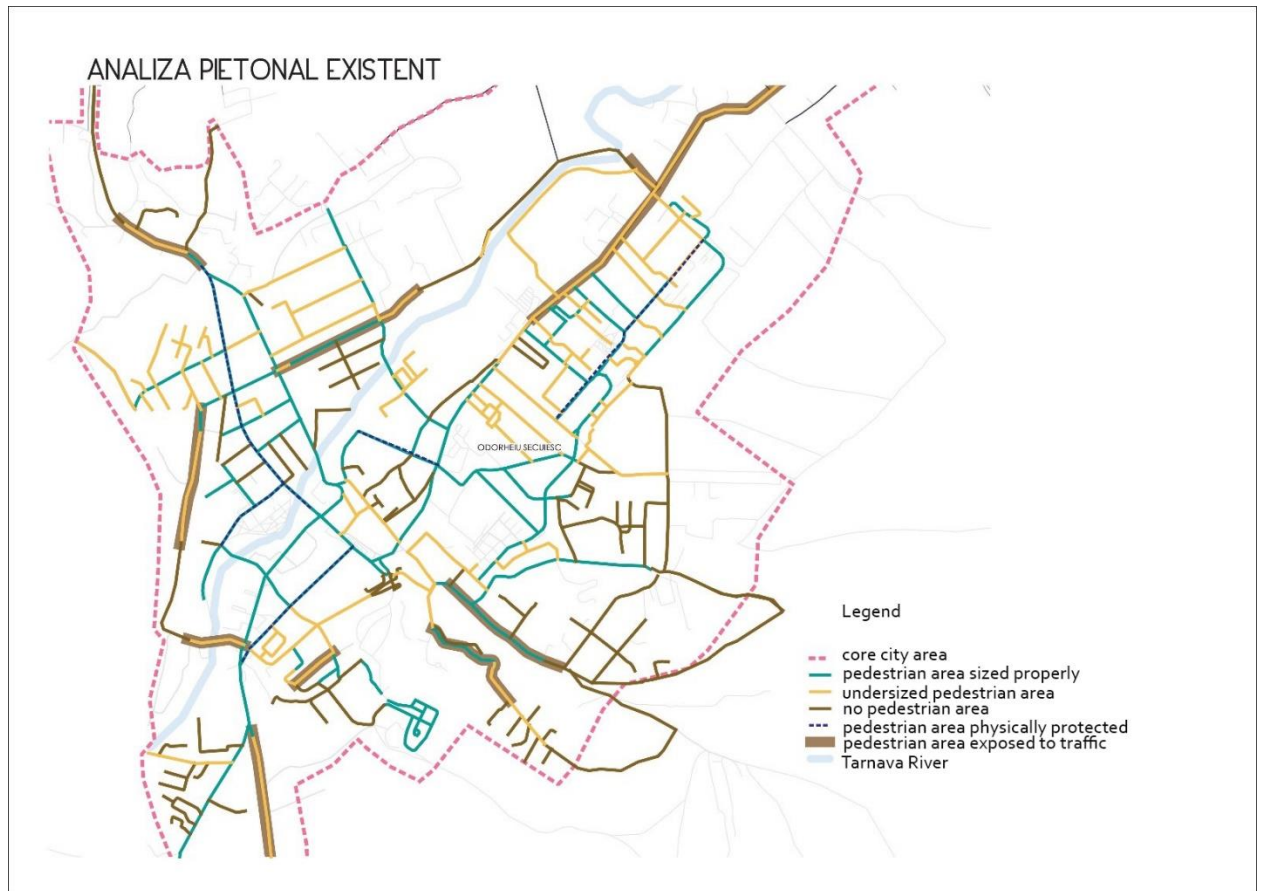 ANALIZA PIETONAL EXISTENT
ODORHEIU SECUIESC
Legend
core city area
pedestrian area sized properly
undersized pedestrian area
no pedestrian area
pedestrian area physically protected
pedestrian area exposed to traffic
Tarnava River